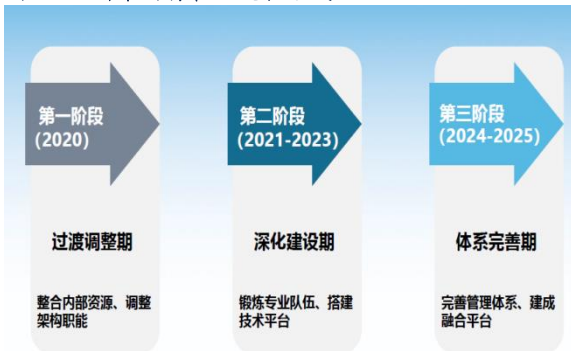 第一阶段
(2020)
过渡调整期
整合内部资源、调整
架构职能
第二阶段
(2021-2023)
深化建设期
锻炼专业队伍、搭建
技术平台
第三阶段
(2024-2025)
体系完善期
完善管理体系、建成
融合平台